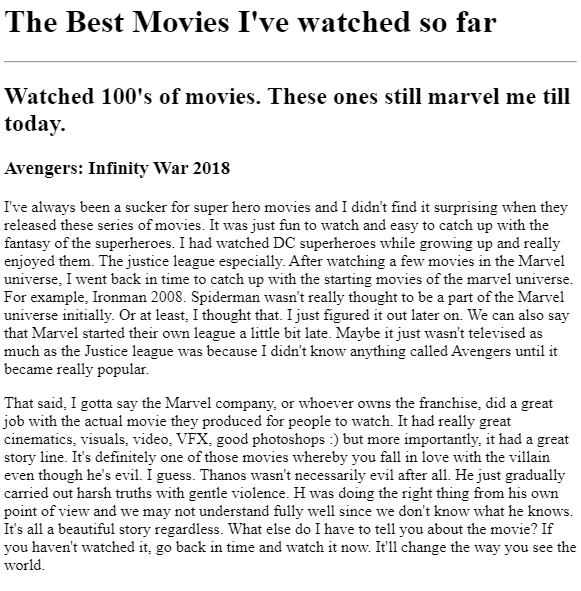 The Best Movies I've watched so far
Watched 100's of movies. These ones still marvel me till
today.
Avengers: Infinity War 2018
I've always been a sucker for super hero movies and I didn't find it surprising when they
released these series of movies. It was just fun to watch and easy to catch up with the
fantasy of the superheroes. I had watched DC superheroes while growing up and really
enjoyed them. The justice league especially. After watching a few movies in the Marvel
universe, I went back in time to catch up with the starting movies of the marvel universe.
For example, Ironman 2008. Spiderman wasn't really thought to be a part of the Marvel
universe initially. Or at least, I thought that. I just figured it out later on. We can also say
that Marvel started their own league a little bit late. Maybe it just wasn't televised as
much as the Justice league was because I didn't know anything called Avengers until it
became really popular.
That said, I gotta say the Marvel company, or whoever owns the franchise, did a great
job with the actual movie they produced for people to watch. It had really great
cinematics, visuals, video, VFX, good photoshops :) but more importantly, it had a great
story line. It's definitely one of those movies whereby you fall in love with the villain
even though he's evil. I guess. Thanos wasn't necessarily evil after all. He just gradually
carried out harsh truths with gentle violence. H was doing the right thing from his own
point of view and we may not understand fully well since we don't know what he knows.
It's all a beautiful story regardless. What else do I have to tell you about the movie? If
you haven't watched it, go back in time and watch it now. It'll change the way you see the
world.